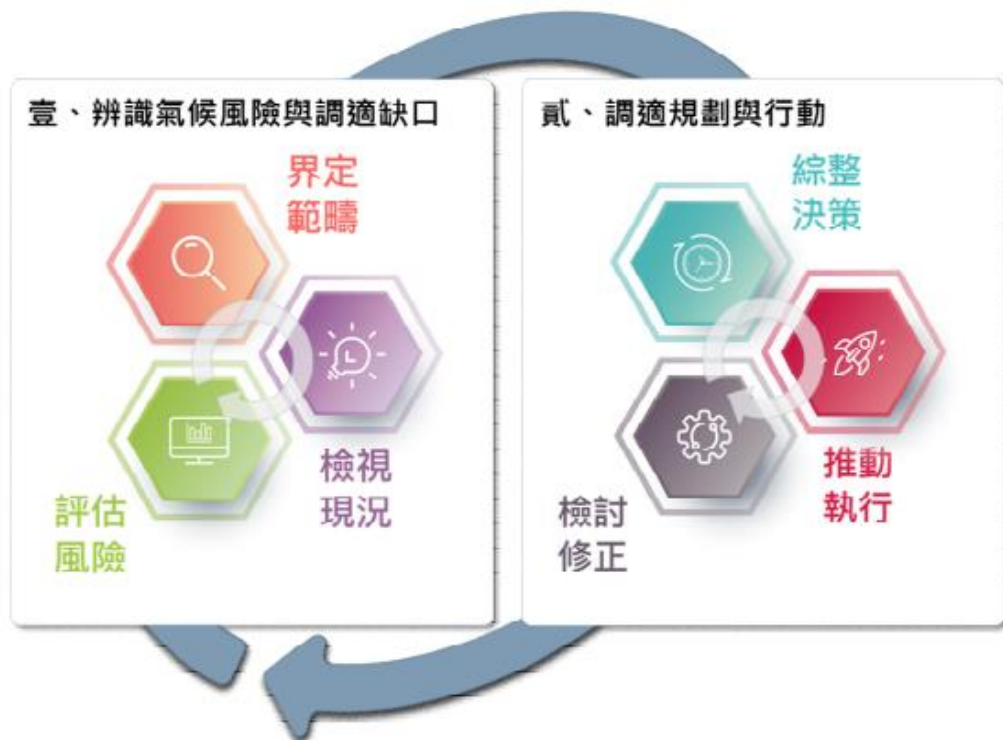 壹、辨識氣候風險與調適缺口
界定
範疇
檢視
現況
評估
風險
貳、調適規劃與行動
綜整
決策
推動
執行
檢討
修正